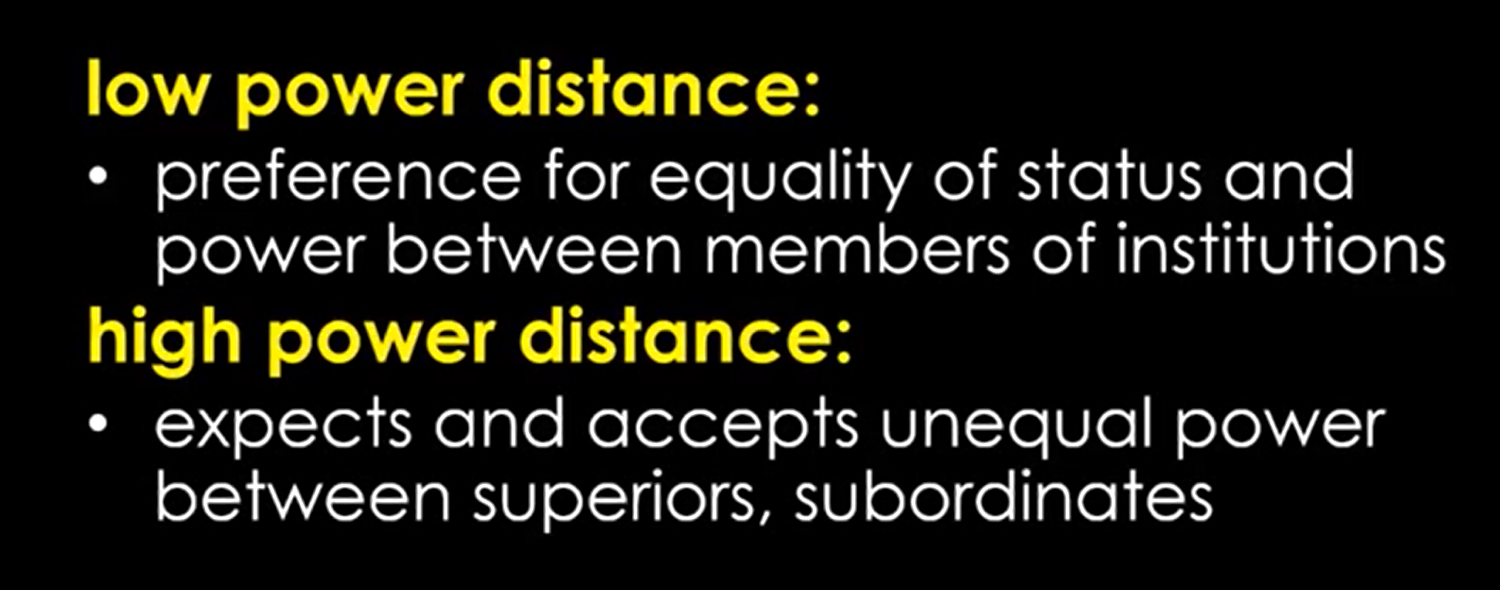 low power distance:
• preference for equality of status and
power between members of institutions
high power distance:
• expects and accepts unequal power
between superiors, subordinates